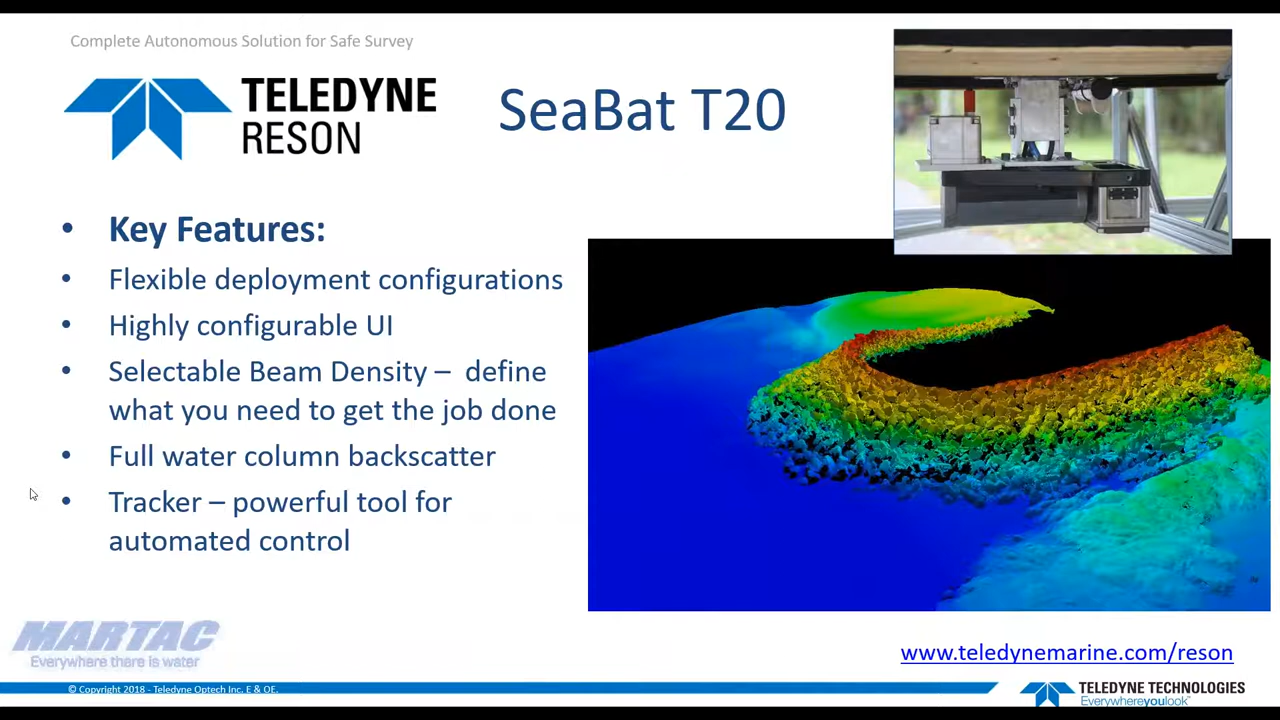 Complete Autonomous Solution for Safe Survey
TELEDYNE
RESON
SeaBat T20
• Key Features:
• Flexible deployment configurations
• Highly configurable UI
• Selectable Beam Density – define
what you need to get the job done
• Full water column backscatter
• Tracker – powerful tool for
automated control
MARTAC
Everywhere there is water
www.teledynemarine.com/reson
© Copyright 2018 - Teledyne Optech Inc. E & OE.
TELEDYNE TECHNOLOGIES
Everywhereyoulook™